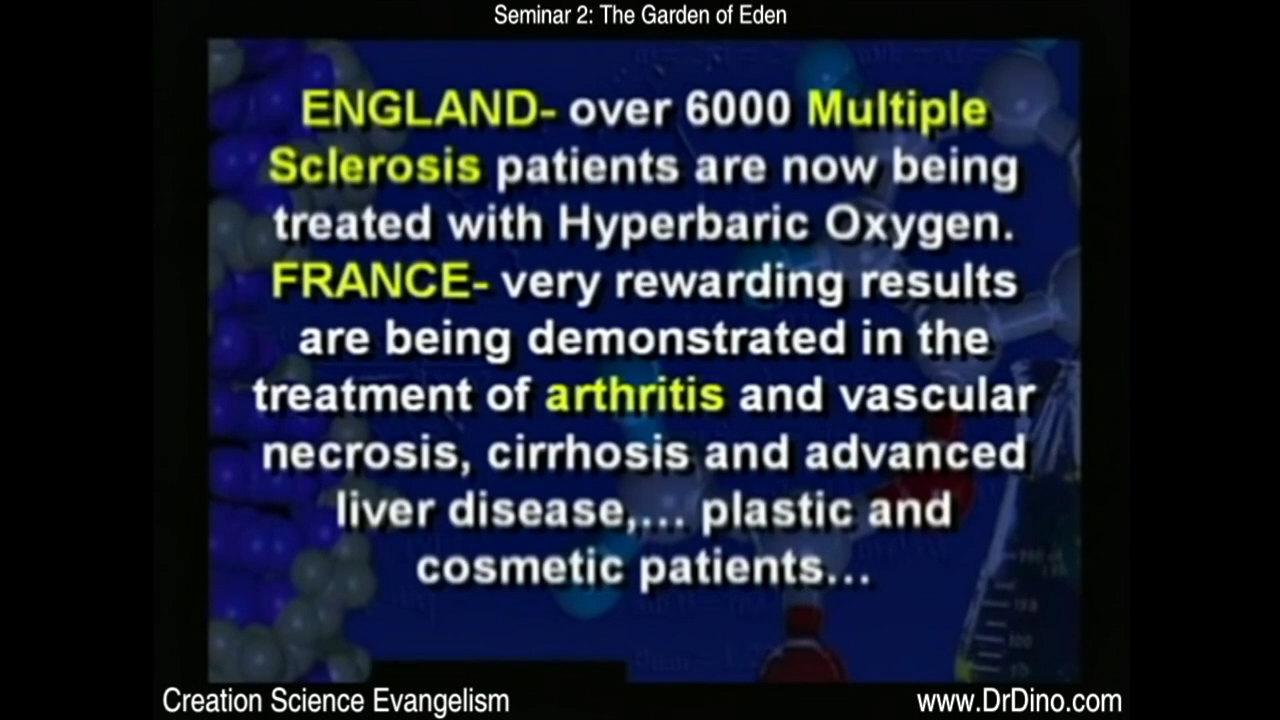 Seminar 2: The Garden of Eden
ENGLAND- over 6000 Multiple
Sclerosis patients are now being
treated with Hyperbaric Oxygen.
FRANCE- very rewarding results
are being demonstrated in the
treatment of arthritis and vascular
necrosis, cirrhosis and advanced
liver disease,... plastic and
cosmetic patients...
Creation Science Evangelism
www.DrDino.com